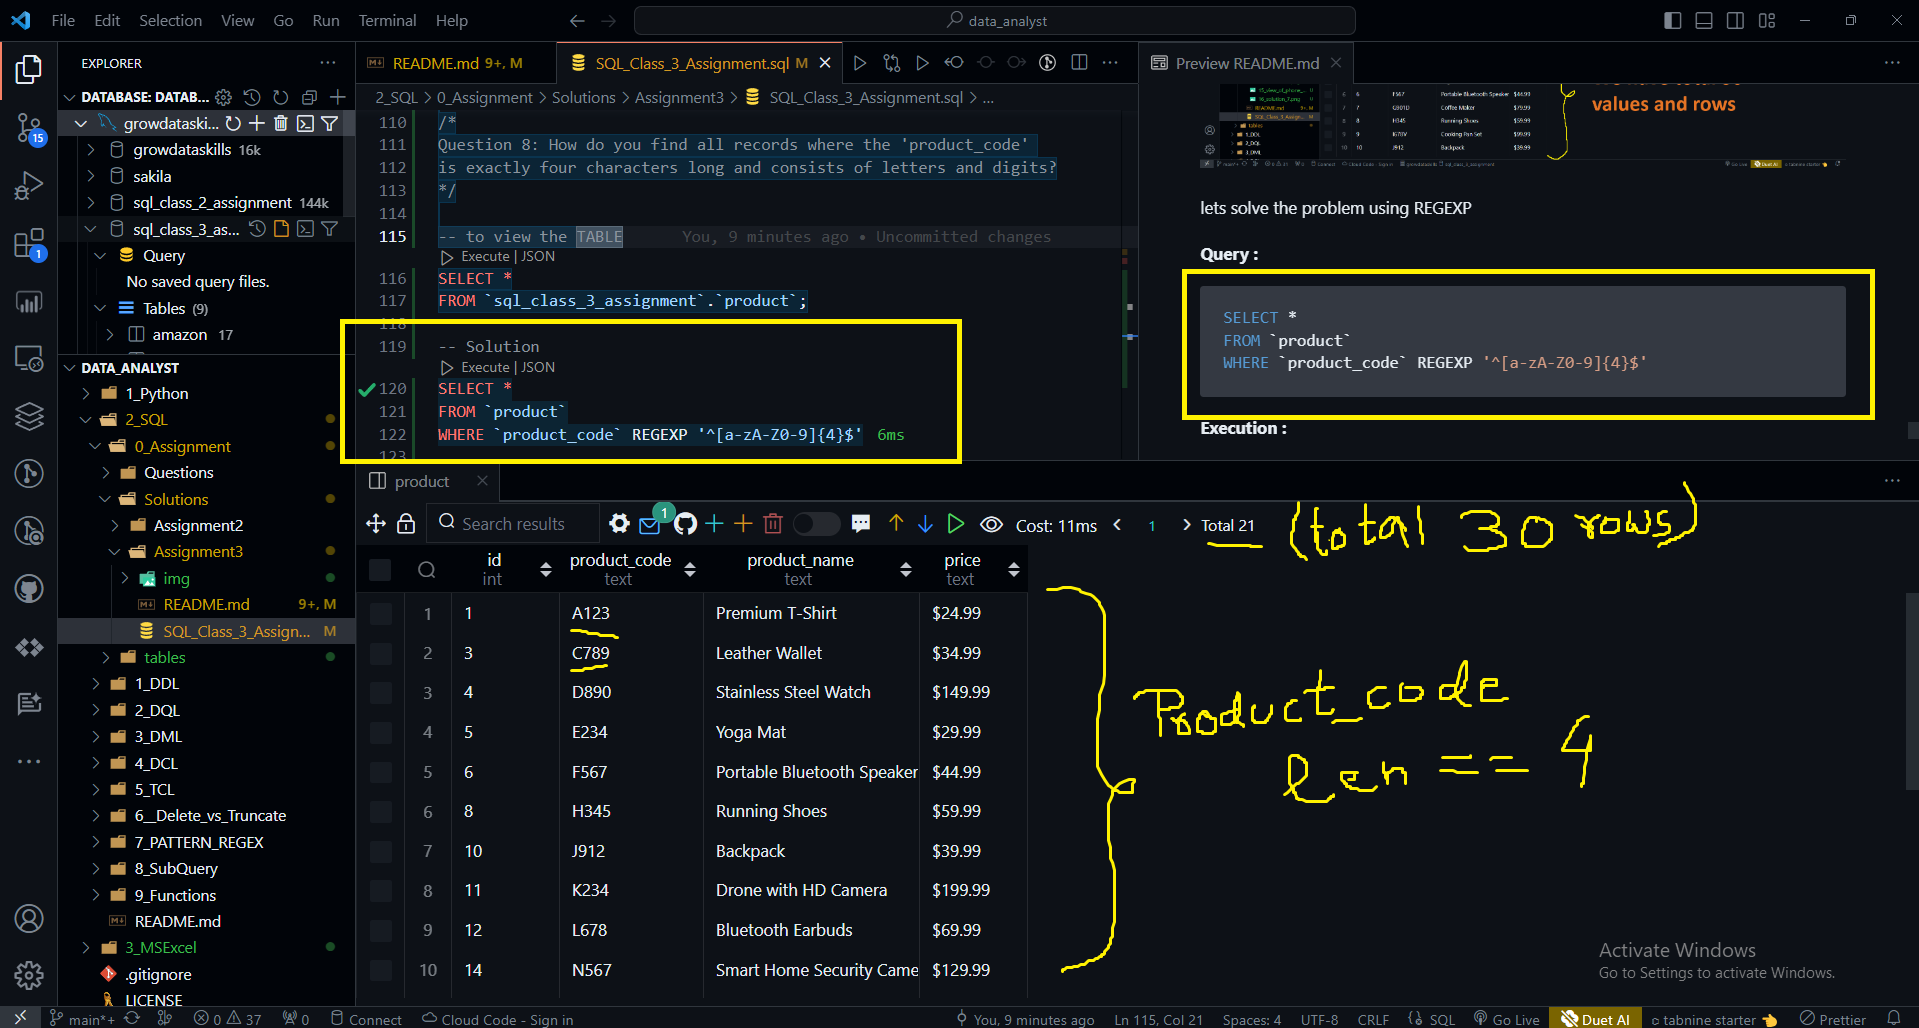 File Edit Selection View Go Run Terminal Help
data_analyst
EXPLORER
DATABASE: DATAB...
growdataski...
growdataskills 16k
sakila
sql_class_2_assignment 144k
sql_class_3_as...
Query
No saved query files.
Tables (9)
amazon 17
DATA_ANALYST
1_Python
2_SQL
0_Assignment
Questions
Solutions
Assignment2
Assignment3
img
README.md 9+, M
SQL_Class_3_Assign... M
tables
1_DDL
2_DQL
3_DML
4_DCL
5_TCL
6__Delete_vs_Truncate
7_PATTERN_REGEX
8_SubQuery
9_Functions
README.md
3_MSExcel
.gitignore
LICENSE
15
1
README.md 9+, M
SQL_Class_3_Assignment.sql M
2_SQL > 0_Assignment > Solutions > Assignment3 > SQL_Class_3_Assignment.sql > ...
110 /*
111 Question 8: How do you find all records where the 'product_code'
112 is exactly four characters long and consists of letters and digits?
113 */
114
115 -- to view the TABLE You, 9 minutes ago • Uncommitted changes
Execute | JSON
116 SELECT *
117 FROM `sql_class_3_assignment`.`product`;
118
119 -- Solution
Execute | JSON
120 SELECT *
121 FROM `product`
122 WHERE `product_code` REGEXP '^[a-zA-Z0-9]{4}$' 6ms
123
Preview README.md
values and rows
lets solve the problem using REGEXP
Query :
SELECT *
FROM `product`
WHERE `product_code` REGEXP '^[a-zA-Z0-9]{4}$'
Execution :
product
Search results
1
Cost: 11ms < 1 > Total 21
(total 30 rows)
id product_code product_name price
int text text text
1 1 A123 Premium T-Shirt $24.99
2 3 C789 Leather Wallet $34.99
3 4 D890 Stainless Steel Watch $149.99
4 5 E234 Yoga Mat $29.99
5 6 F567 Portable Bluetooth Speaker $44.99
6 8 H345 Running Shoes $59.99
7 10 J912 Backpack $39.99
8 11 K234 Drone with HD Camera $199.99
9 12 L678 Bluetooth Earbuds $69.99
10 14 N567 Smart Home Security Came $129.99
Product_code
len == 4
Activate Windows
Go to Settings to activate Windows.
main*+ 0 37 0 Connect Cloud Code - Sign in You, 9 minutes ago Ln 115, Col 21 Spaces: 4 UTF-8 CRLF SQL Go Live Duet AI tabnine starter Prettier